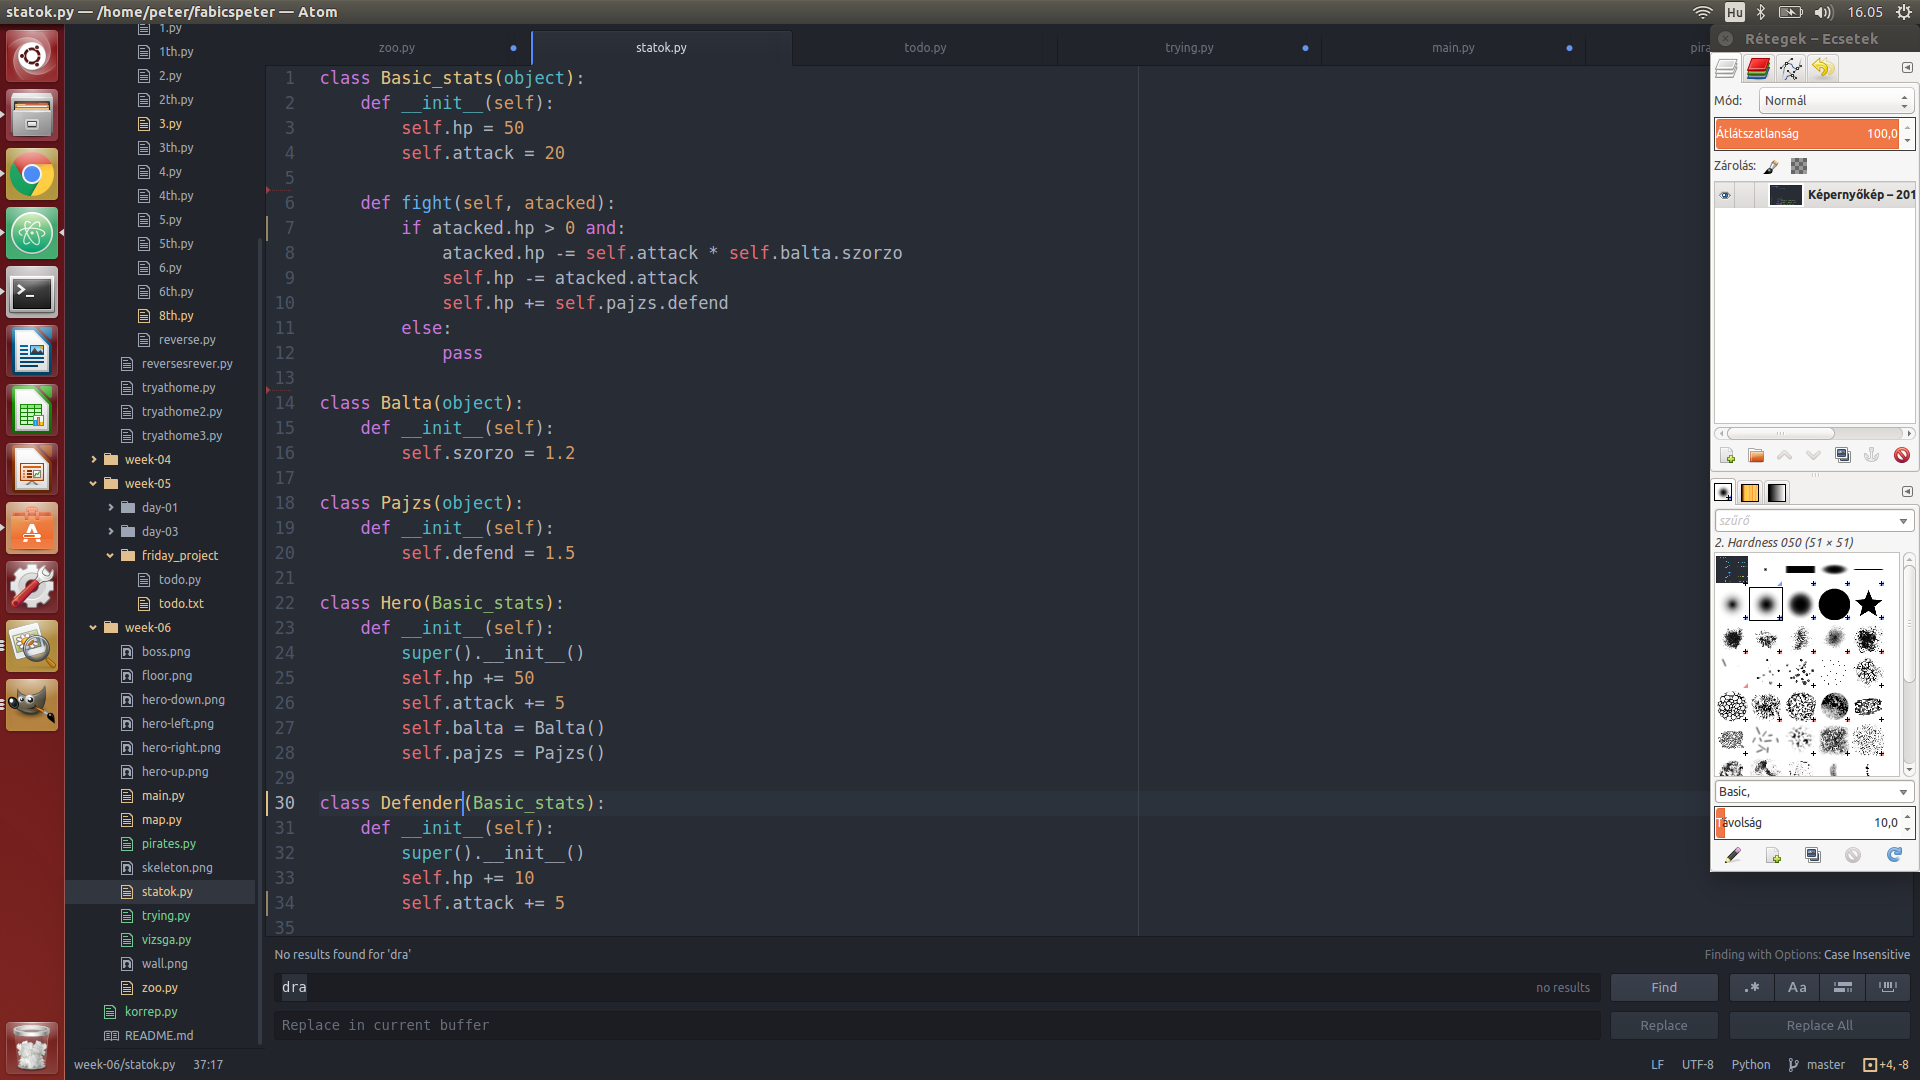 statok.py — /home/peter/fabicspeter — Atom
Hu
16.05
1.py
1th.py
2.py
2th.py
3.py
3th.py
4.py
4th.py
5.py
5th.py
6.py
6th.py
8th.py
reverse.py
reversesrever.py
tryathome.py
tryathome2.py
tryathome3.py
week-04
week-05
day-01
day-03
friday_project
todo.py
todo.txt
week-06
boss.png
floor.png
hero-down.png
hero-left.png
hero-right.png
hero-up.png
main.py
map.py
pirates.py
skeleton.png
statok.py
trying.py
vizsga.py
wall.png
zoo.py
korrep.py
README.md
zoo.py
statok.py
todo.py
trying.py
main.py
pira
1 class Basic_stats(object):
2     def __init__(self):
3         self.hp = 50
4         self.attack = 20
5
6     def fight(self, atacked):
7         if atacked.hp > 0 and:
8             atacked.hp -= self.attack * self.balta.szorzo
9             self.hp -= atacked.attack
10             self.hp += self.pajzs.defend
11         else:
12             pass
13
14 class Balta(object):
15     def __init__(self):
16         self.szorzo = 1.2
17
18 class Pajzs(object):
19     def __init__(self):
20         self.defend = 1.5
21
22 class Hero(Basic_stats):
23     def __init__(self):
24         super().__init__()
25         self.hp += 50
26         self.attack += 5
27         self.balta = Balta()
28         self.pajzs = Pajzs()
29
30 class Defender(Basic_stats):
31     def __init__(self):
32         super().__init__()
33         self.hp += 10
34         self.attack += 5
35
No results found for 'dra'
Finding with Options: Case Insensitive
dra
no results
Find
.*
Aa
Replace in current buffer
Replace
Replace All
week-06/statok.py
37:17
LF
UTF-8
Python
master
+4, -8
Rétegek – Ecsetek
Mód:
Normál
Átlátszatlanság
100,0
Zárolás:
Képernyőkép – 201
szűrő
2. Hardness 050 (51 × 51)
Basic,
Távolság
10,0